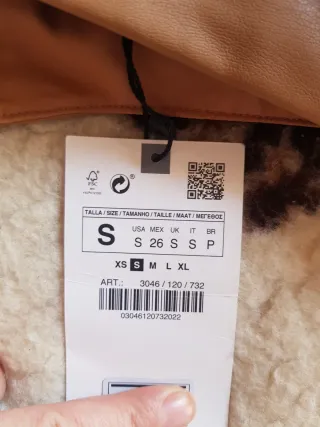 FSC
®
TALLA / SIZE / TAMANHO / TAILLE / MAAT / ΜΕΓΕΘΟΣ
S
USA MEX UK IT BR
S 26 S S P
XS S M L XL
ART.: 3046 / 120 / 732
03046120732022